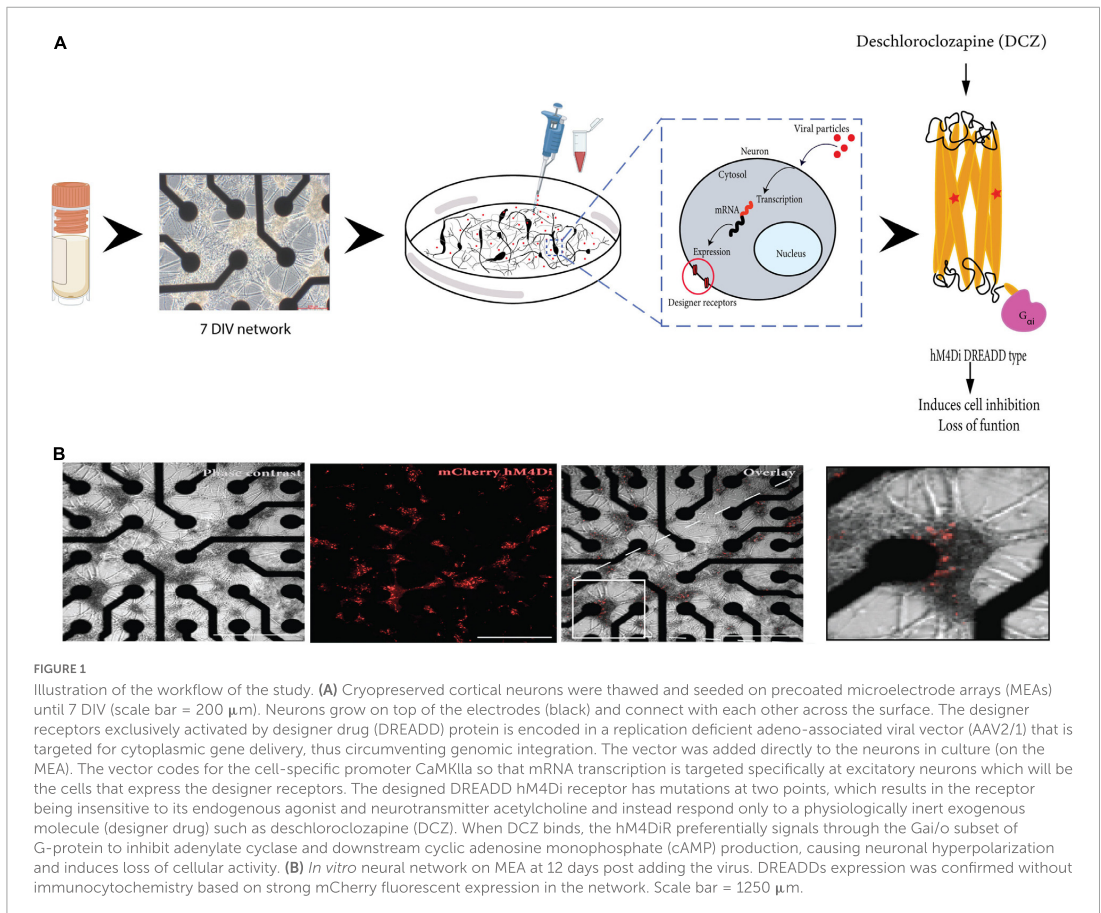 A
Deschloroclozapine (DCZ)
Viral particles
Neuron
Cytosol
Transcription
mRNA
Expression
Nucleus
Designer receptors
7 DIV network
Gαi
hM4Di DREADD type
Induces cell inhibition
Loss of funtion
B
Phase contrast
mCherry hM4Di
Overlay
FIGURE 1
Illustration of the workflow of the study. (A) Cryopreserved cortical neurons were thawed and seeded on precoated microelectrode arrays (MEAs)
until 7 DIV (scale bar = 200 μm). Neurons grow on top of the electrodes (black) and connect with each other across the surface. The designer
receptors exclusively activated by designer drug (DREADD) protein is encoded in a replication deficient adeno-associated viral vector (AAV2/1) that is
targeted for cytoplasmic gene delivery, thus circumventing genomic integration. The vector was added directly to the neurons in culture (on the
MEA). The vector codes for the cell-specific promoter CaMKlla so that mRNA transcription is targeted specifically at excitatory neurons which will be
the cells that express the designer receptors. The designed DREADD hM4Di receptor has mutations at two points, which results in the receptor
being insensitive to its endogenous agonist and neurotransmitter acetylcholine and instead respond only to a physiologically inert exogenous
molecule (designer drug) such as deschloroclozapine (DCZ). When DCZ binds, the hM4DiR preferentially signals through the Gai/o subset of
G-protein to inhibit adenylate cyclase and downstream cyclic adenosine monophosphate (cAMP) production, causing neuronal hyperpolarization
and induces loss of cellular activity. (B) In vitro neural network on MEA at 12 days post adding the virus. DREADDs expression was confirmed without
immunocytochemistry based on strong mCherry fluorescent expression in the network. Scale bar = 1250 μm.